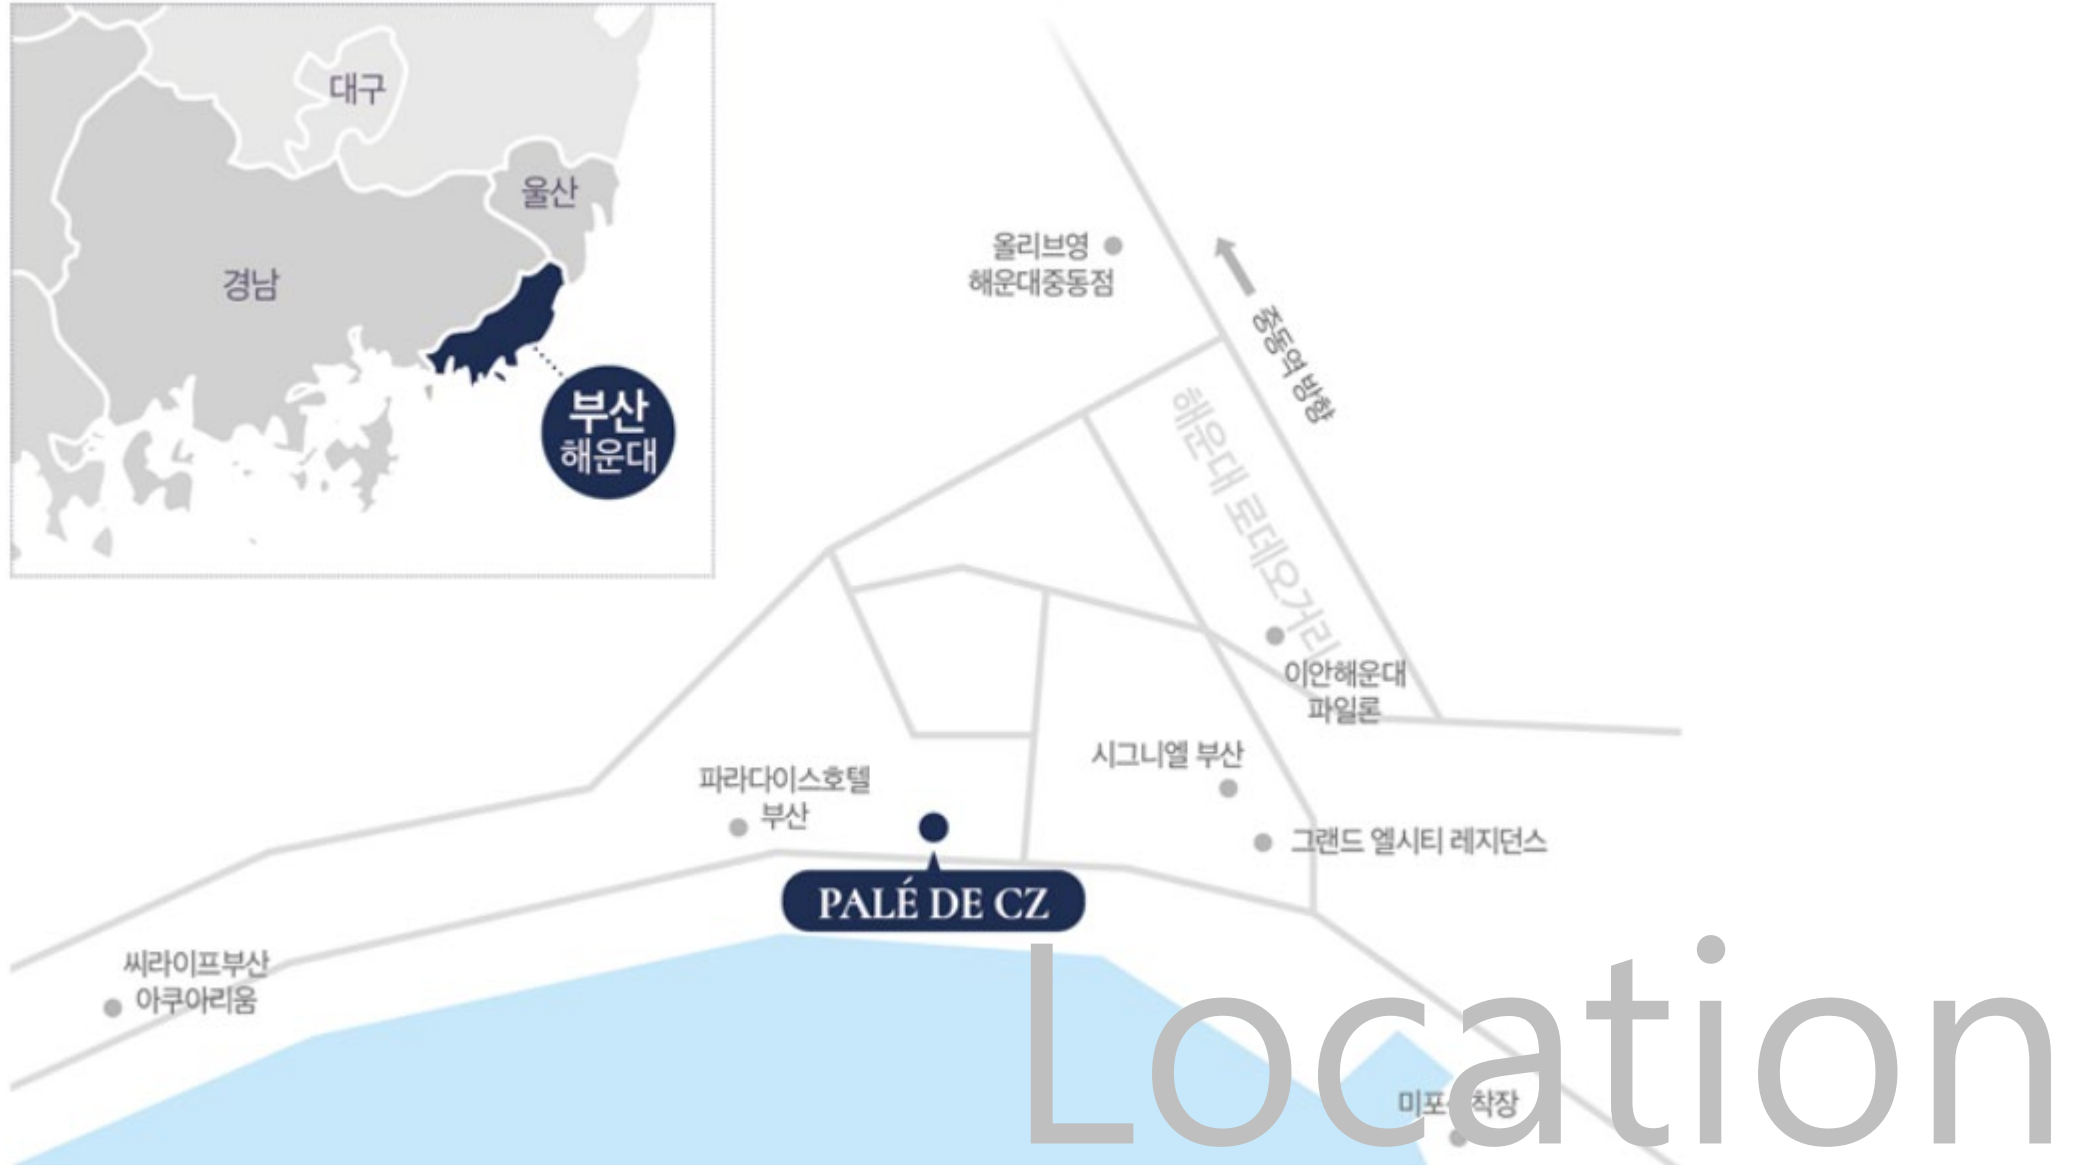 대구
울산
경남
부산
해운대
올리브영
해운대중동점
중동역 방향
해운대 로데오거리
이안해운대
파일론
시그니엘 부산
파라다이스호텔
부산
그랜드 엘시티 레지던스
PALÉ DE CZ
씨라이프부산
아쿠아리움
Location